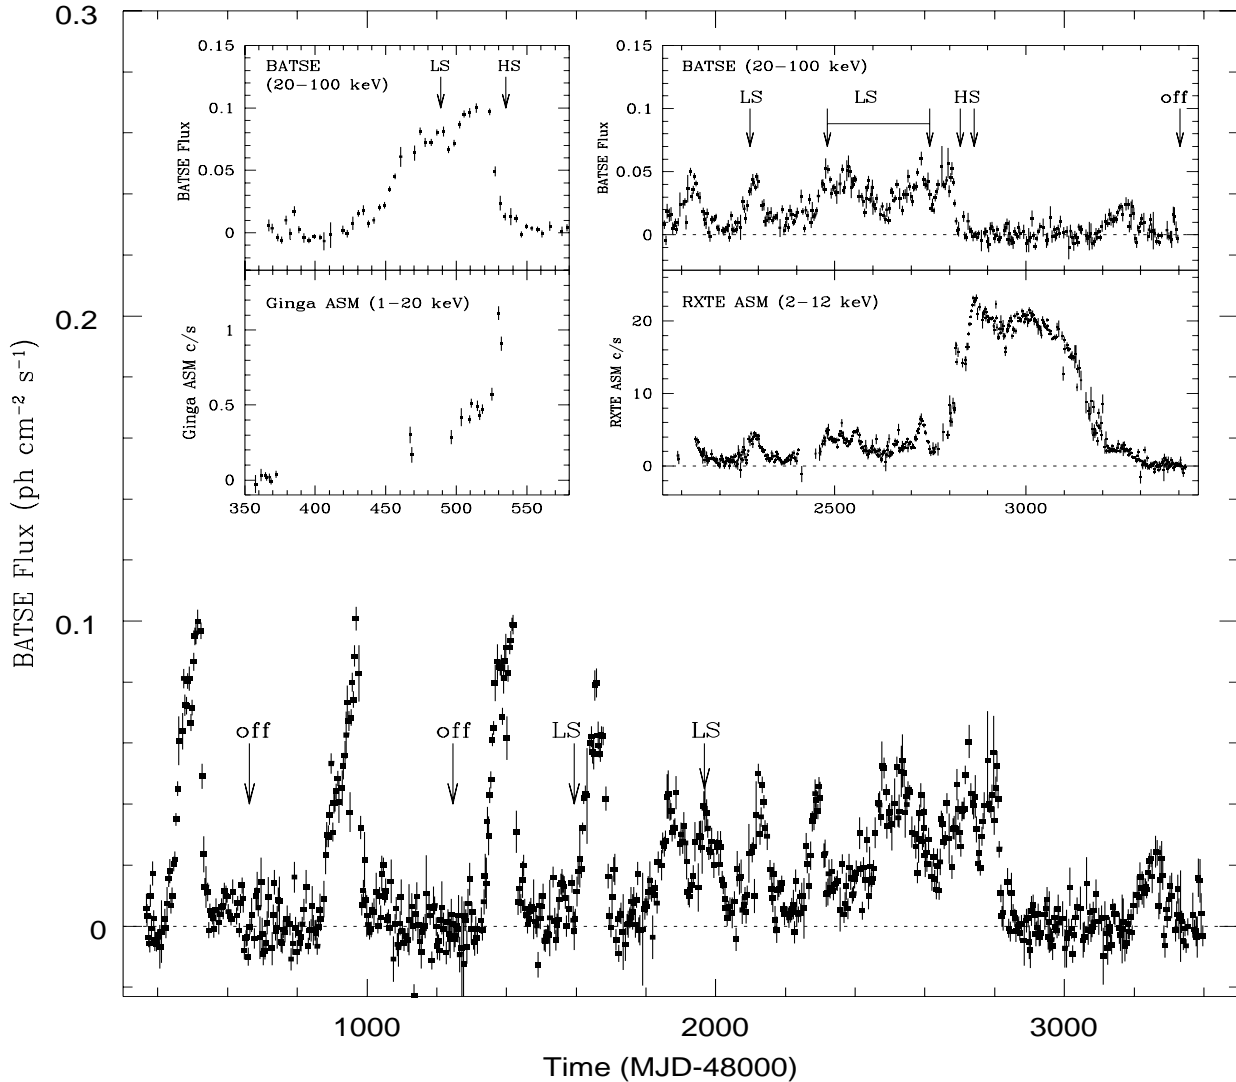 0.3
0.15
BATSE
(20−100 keV)
LS
HS
0.1
0.05
0
BATSE Flux
0.15
BATSE (20−100 keV)
LS
LS
HS
off
0.1
0.05
0
BATSE Flux
Ginga ASM (1−20 keV)
1
0.5
0
Ginga ASM c/s
350
400
450
500
550
RXTE ASM (2−12 keV)
20
10
0
RXTE ASM c/s
2500
3000
0.2
BATSE Flux (ph cm⁻² s⁻¹)
0.1
off
off
LS
LS
0
1000
2000
3000
Time (MJD-48000)